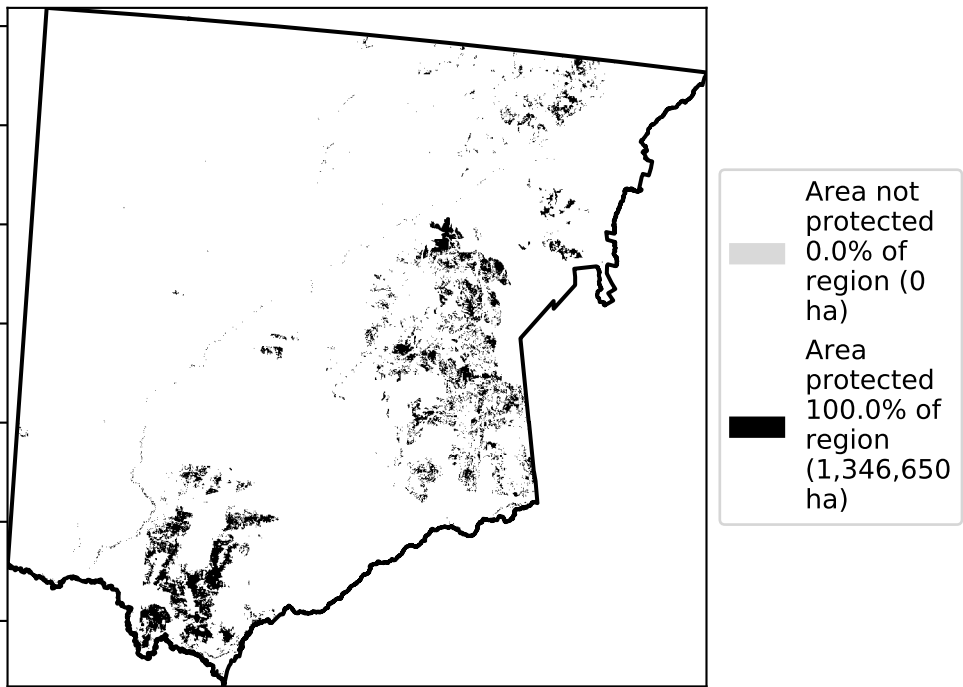 Area not
protected
0.0% of
region (0
ha)
Area
protected
100.0% of
region
(1,346,650
ha)